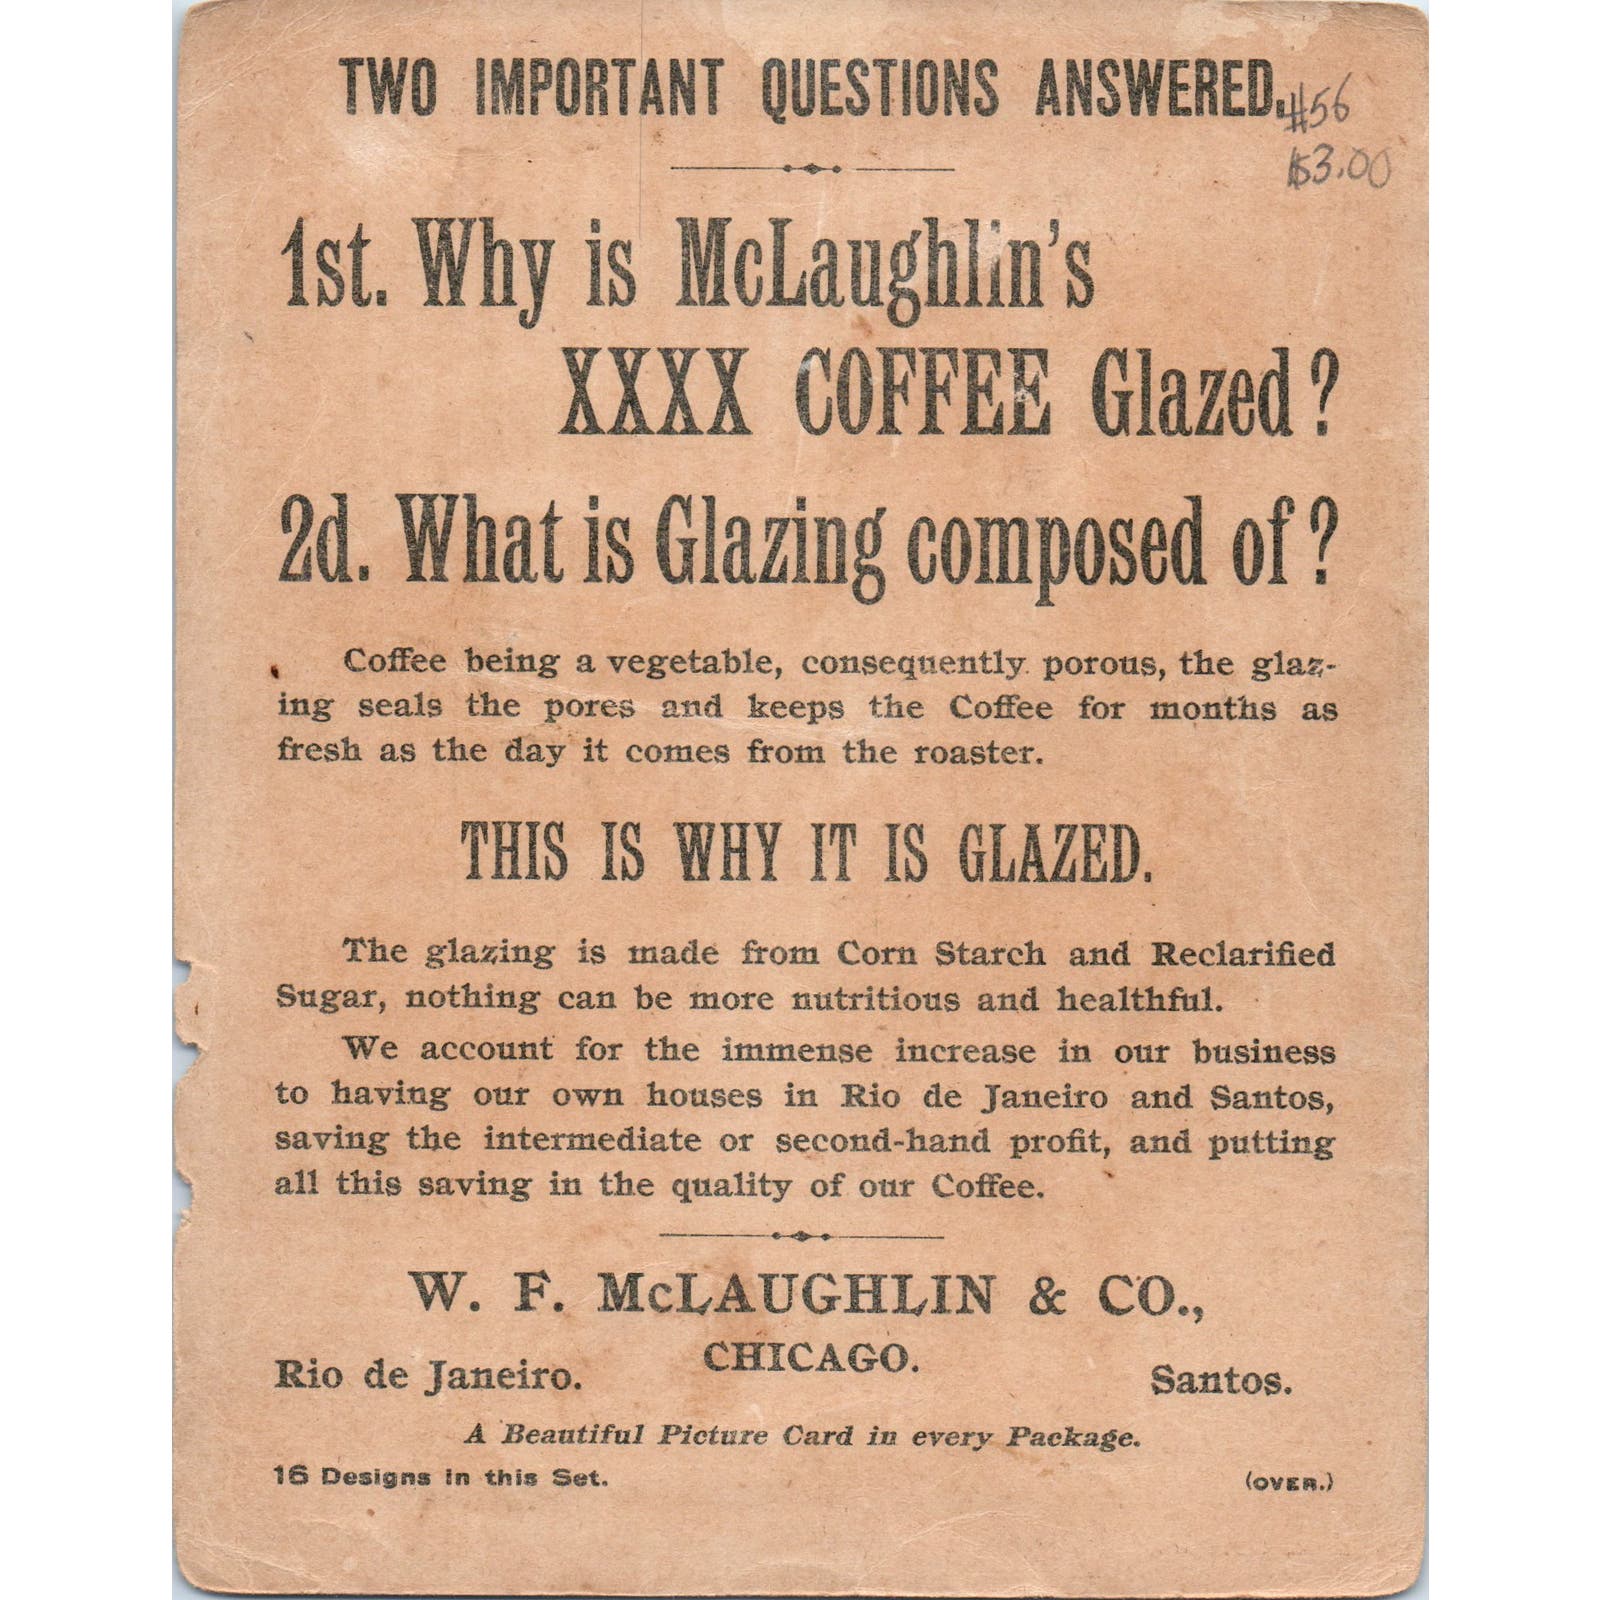 TWO IMPORTANT QUESTIONS ANSWERED.
#56
$3.00
1st. Why is McLaughlin's
XXXX COFFEE Glazed?
2d. What is Glazing composed of?
Coffee being a vegetable, consequently porous, the glaz-
ing seals the pores and keeps the Coffee for months as
fresh as the day it comes from the roaster.
THIS IS WHY IT IS GLAZED.
The glazing is made from Corn Starch and Reclarified
Sugar, nothing can be more nutritious and healthful.
We account for the immense increase in our business
to having our own houses in Rio de Janeiro and Santos,
saving the intermediate or second-hand profit, and putting
all this saving in the quality of our Coffee.
W. F. McLAUGHLIN & CO.,
CHICAGO.
Rio de Janeiro. Santos.
A Beautiful Picture Card in every Package.
16 Designs in this Set. (OVER.)